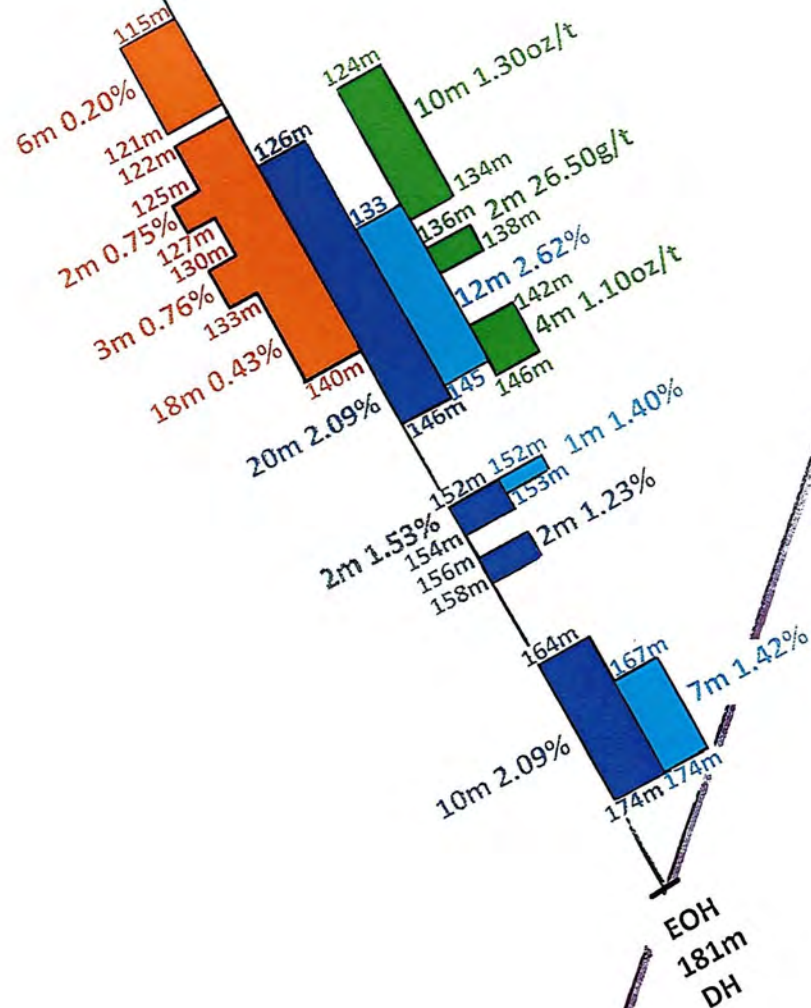 115m
6m 0.20%
121m
122m
125m
2m 0.75%
127m
130m
3m 0.76%
133m
18m 0.43%
140m
124m
10m 1.30oz/t
134m
126m
133
136m
2m 26.50g/t
138m
12m 2.62%
142m
4m 1.10oz/t
146m
145
146m
20m 2.09%
152m
152m
1m 1.40%
153m
2m 1.53%
154m
2m 1.23%
156m
158m
164m
167m
7m 1.42%
10m 2.09%
174m
174m
EOH
181m
DH